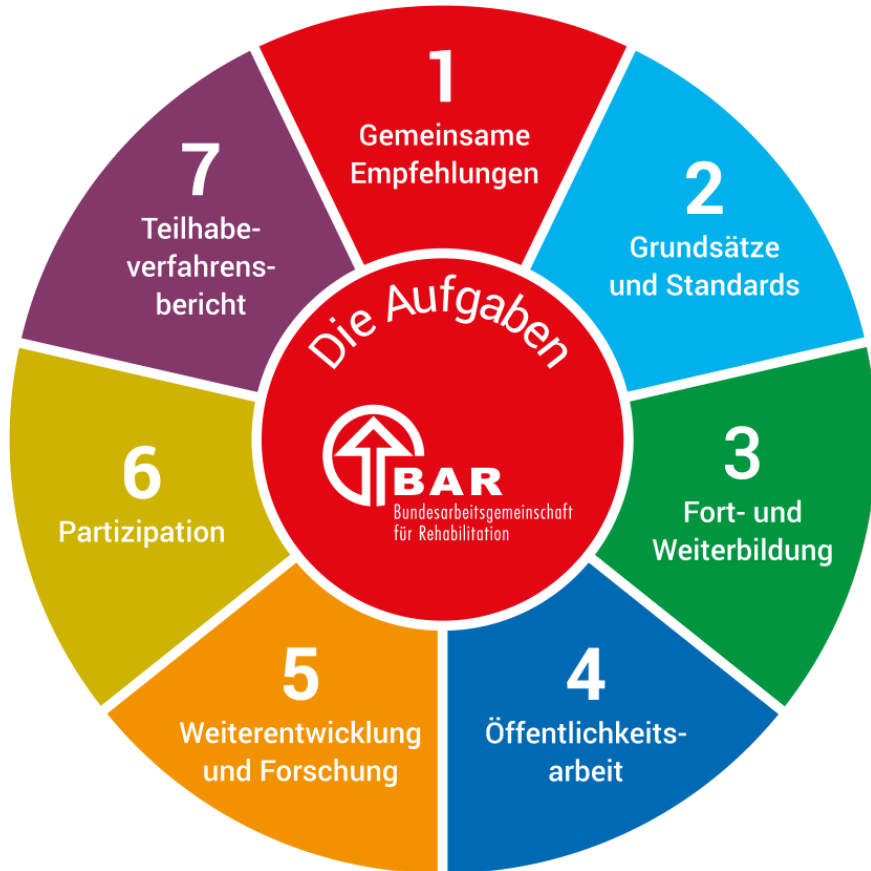 Die Aufgaben
BAR
Bundesarbeitsgemeinschaft
für Rehabilitation
1
Gemeinsame
Empfehlungen
2
Grundsätze
und Standards
3
Fort- und
Weiterbildung
4
Öffentlichkeits-
arbeit
5
Weiterentwicklung
und Forschung
6
Partizipation
7
Teilhabe-
verfahrens-
bericht